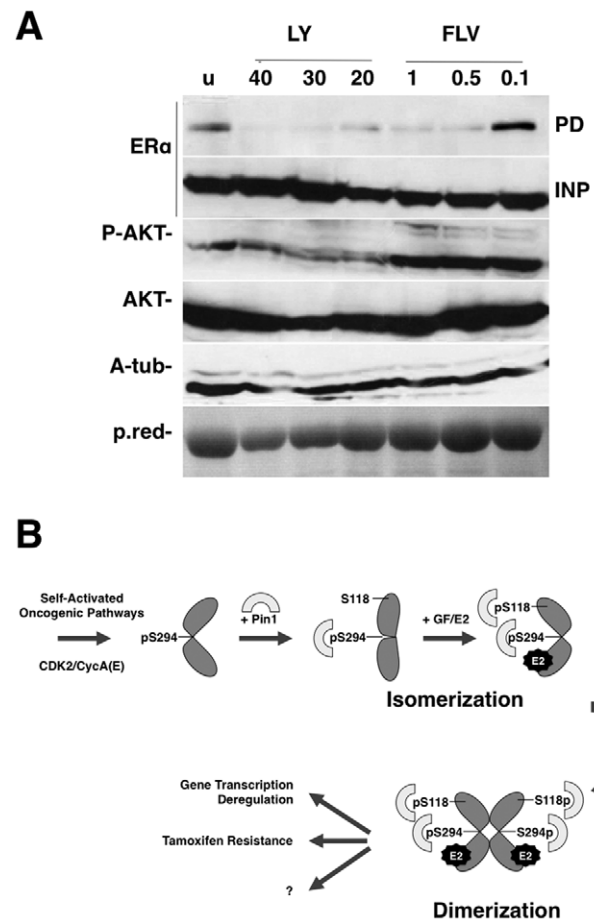 A
LY FLV
u 40 30 20 1 0.5 0.1
PD
ERα
INP
P-AKT-
AKT-
A-tub-
p.red-
B
Self-Activated
Oncogenic Pathways
CDK2/CycA(E)
pS294
+ Pin1
S118
pS294
+ GF/E2
pS118
pS294
E2
Isomerization
Gene Transcription
Deregulation
Tamoxifen Resistance
?
pS118 S118p
pS294 S294p
E2 E2
Dimerization